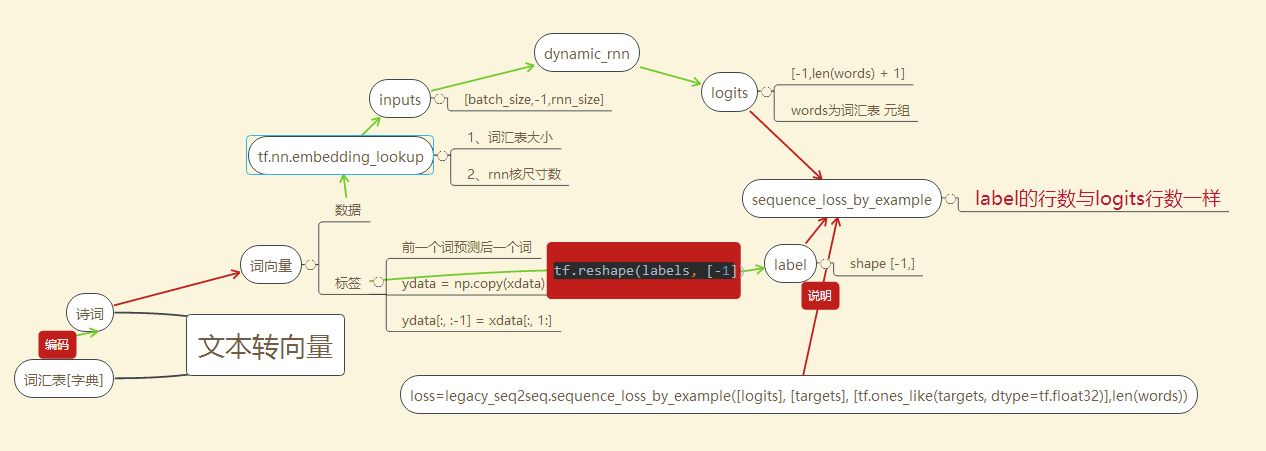 dynamic_rnn
inputs
[batch_size,-1,rnn_size]
logits
[-1,len(words) + 1]
words为词汇表 元组
tf.nn.embedding_lookup
1、词汇表大小
2、rnn核尺寸数
sequence_loss_by_example
label的行数与logits行数一样
数据
词向量
标签
前一个词预测后一个词
ydata = np.copy(xdata)
ydata[:, :-1] = xdata[:, 1:]
tf.reshape(labels, [-1])
label
shape [-1,]
说明
诗词
编码
词汇表[字典]
文本转向量
loss=legacy_seq2seq.sequence_loss_by_example([logits], [targets], [tf.ones_like(targets, dtype=tf.float32)],len(words))